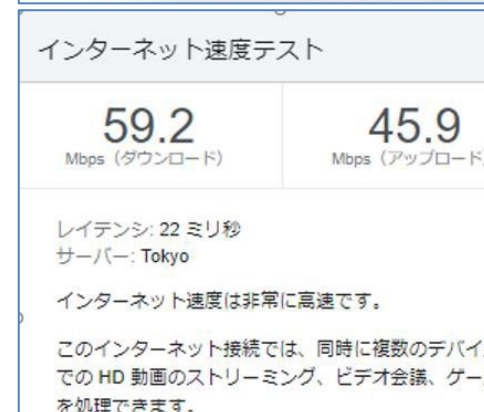 インターネット速度テスト
59.2
45.9
Mbps（ダウンロード）
Mbps（アップロード
レイテンシ: 22 ミリ秒
サーバー: Tokyo
インターネット速度は非常に高速です。
このインターネット接続では、同時に複数のデバイ
での HD 動画のストリーミング、ビデオ会議、ゲー
を処理できます。